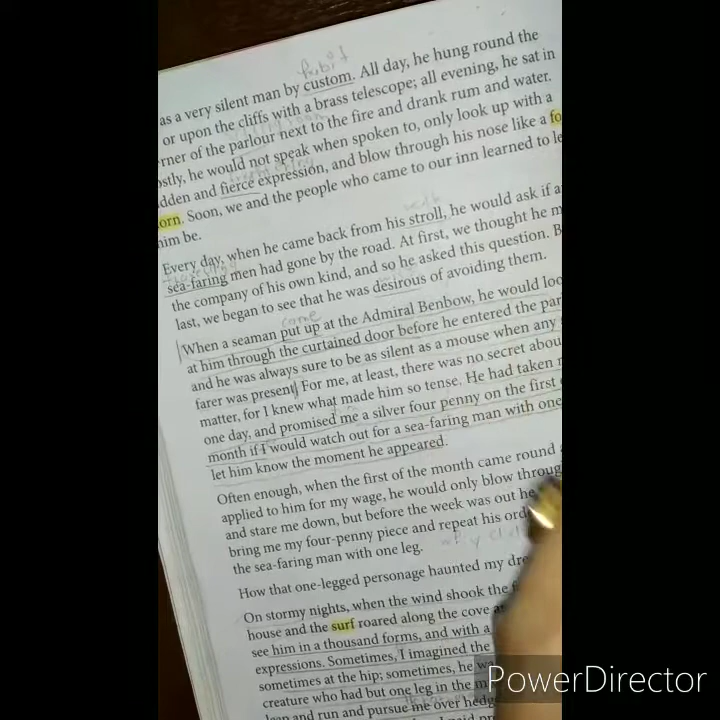 habit
as a very silent man by custom. All day, he hung round the
or upon the cliffs with a brass telescope; all evening, he sat in
rner of the parlour next to the fire and drank rum and water.
ostly, he would not speak when spoken to, only look up with a
dden and fierce expression, and blow through his nose like a fo
orn. Soon, we and the people who came to our inn learned to le
him be.
Every day, when he came back from his stroll, he would ask if a
sea-faring men had gone by the road. At first, we thought he m
the company of his own kind, and so he asked this question. B
last, we began to see that he was desirous of avoiding them.
came
When a seaman put up at the Admiral Benbow, he would loo
at him through the curtained door before he entered the par
and he was always sure to be as silent as a mouse when any
farer was present. For me, at least, there was no secret abou
matter, for I knew what made him so tense. He had taken
one day, and promised me a silver four penny on the first
month if I would watch out for a sea-faring man with one
let him know the moment he appeared.
Often enough, when the first of the month came round
applied to him for my wage, he would only blow throug
and stare me down, but before the week was out he
bring me my four-penny piece and repeat his ord
the sea-faring man with one leg.
How that one-legged personage haunted my dre
On stormy nights, when the wind shook the f
house and the surf roared along the cove a
see him in a thousand forms, and with a
expressions. Sometimes, I imagined the
sometimes at the hip; sometimes, he w
creature who had but one leg in the m
leap and run and pursue me over hedg
PowerDirector